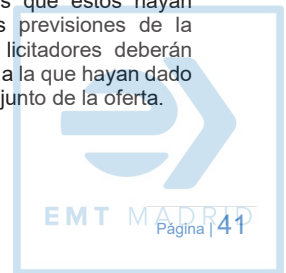 es que estos hayan
s previsiones de la
licitadores deberán
a la que hayan dado
junto de la oferta.
EMT MADRID
Página | 41